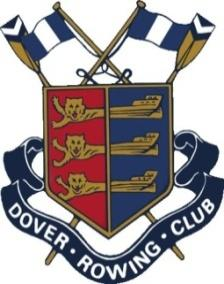 DOVER · ROWING · CLUB